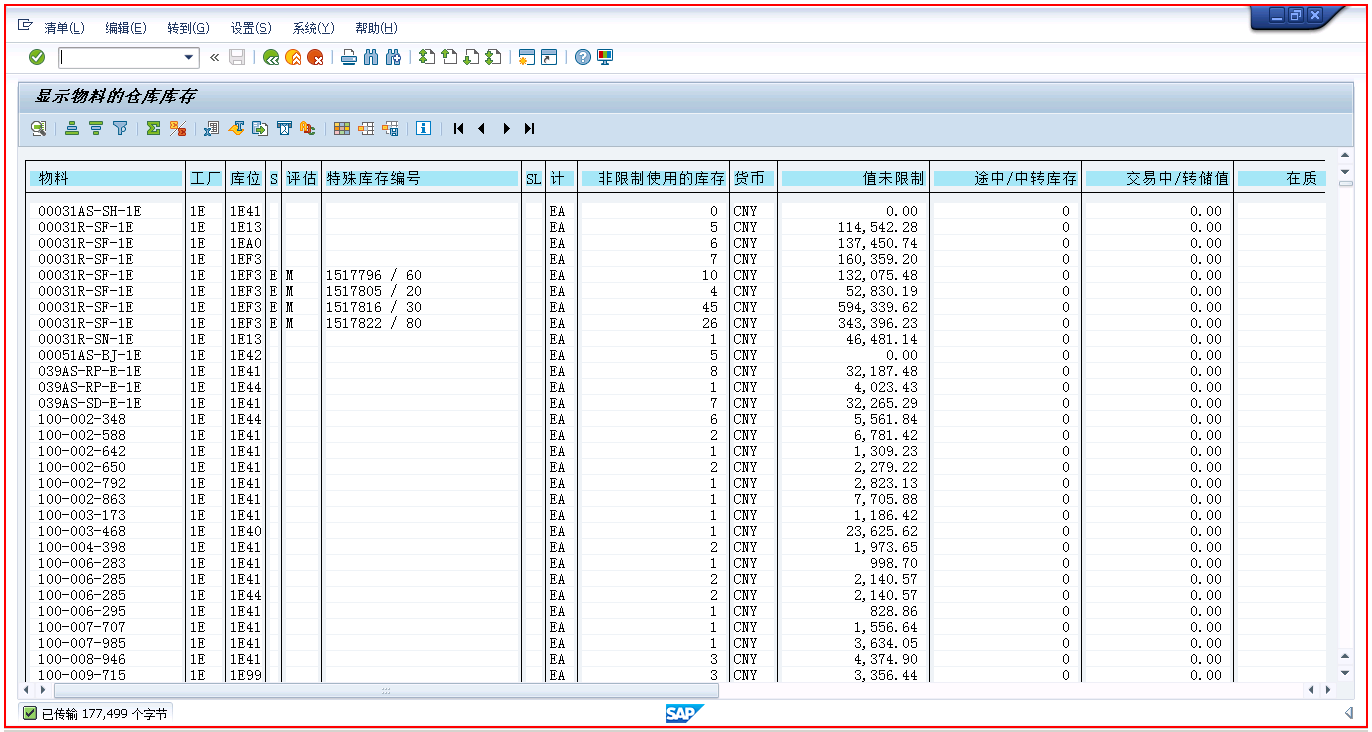 清单(L) 编辑(E) 转到(G) 设置(S) 系统(Y) 帮助(H)
显示物料的仓库库存
物料 工厂 库位 S 评估 特殊库存编号 SL 计 非限制使用的库存 货币 值未限制 途中/中转库存 交易中/转储值 在质
00031AS-SH-1E 1E 1E41 EA 0 CNY 0.00 0 0.00
00031R-SF-1E 1E 1E13 EA 5 CNY 114,542.28 0 0.00
00031R-SF-1E 1E 1EA0 EA 6 CNY 137,450.74 0 0.00
00031R-SF-1E 1E 1EF3 EA 7 CNY 160,359.20 0 0.00
00031R-SF-1E 1E 1EF3 E M 1517796 / 60 EA 10 CNY 132,075.48 0 0.00
00031R-SF-1E 1E 1EF3 E M 1517805 / 20 EA 4 CNY 52,830.19 0 0.00
00031R-SF-1E 1E 1EF3 E M 1517816 / 30 EA 45 CNY 594,339.62 0 0.00
00031R-SF-1E 1E 1EF3 E M 1517822 / 80 EA 26 CNY 343,396.23 0 0.00
00031R-SN-1E 1E 1E13 EA 1 CNY 46,481.14 0 0.00
00051AS-BJ-1E 1E 1E42 EA 5 CNY 0.00 0 0.00
039AS-RP-E-1E 1E 1E41 EA 8 CNY 32,187.48 0 0.00
039AS-RP-E-1E 1E 1E44 EA 1 CNY 4,023.43 0 0.00
039AS-SD-E-1E 1E 1E41 EA 7 CNY 32,265.29 0 0.00
100-002-348 1E 1E44 EA 6 CNY 5,561.84 0 0.00
100-002-588 1E 1E41 EA 2 CNY 6,781.42 0 0.00
100-002-642 1E 1E41 EA 1 CNY 1,309.23 0 0.00
100-002-650 1E 1E41 EA 2 CNY 2,279.22 0 0.00
100-002-792 1E 1E41 EA 1 CNY 2,823.13 0 0.00
100-002-863 1E 1E41 EA 1 CNY 7,705.88 0 0.00
100-003-173 1E 1E41 EA 1 CNY 1,186.42 0 0.00
100-003-468 1E 1E40 EA 1 CNY 23,625.62 0 0.00
100-004-398 1E 1E41 EA 2 CNY 1,973.65 0 0.00
100-006-283 1E 1E41 EA 1 CNY 998.70 0 0.00
100-006-285 1E 1E41 EA 2 CNY 2,140.57 0 0.00
100-006-285 1E 1E44 EA 2 CNY 2,140.57 0 0.00
100-006-295 1E 1E41 EA 1 CNY 828.86 0 0.00
100-007-707 1E 1E41 EA 1 CNY 1,556.64 0 0.00
100-007-985 1E 1E41 EA 1 CNY 3,634.05 0 0.00
100-008-946 1E 1E41 EA 3 CNY 4,374.90 0 0.00
100-009-715 1E 1E99 EA 3 CNY 3,356.44 0 0.00
已传输 177,499 个字节 SAP